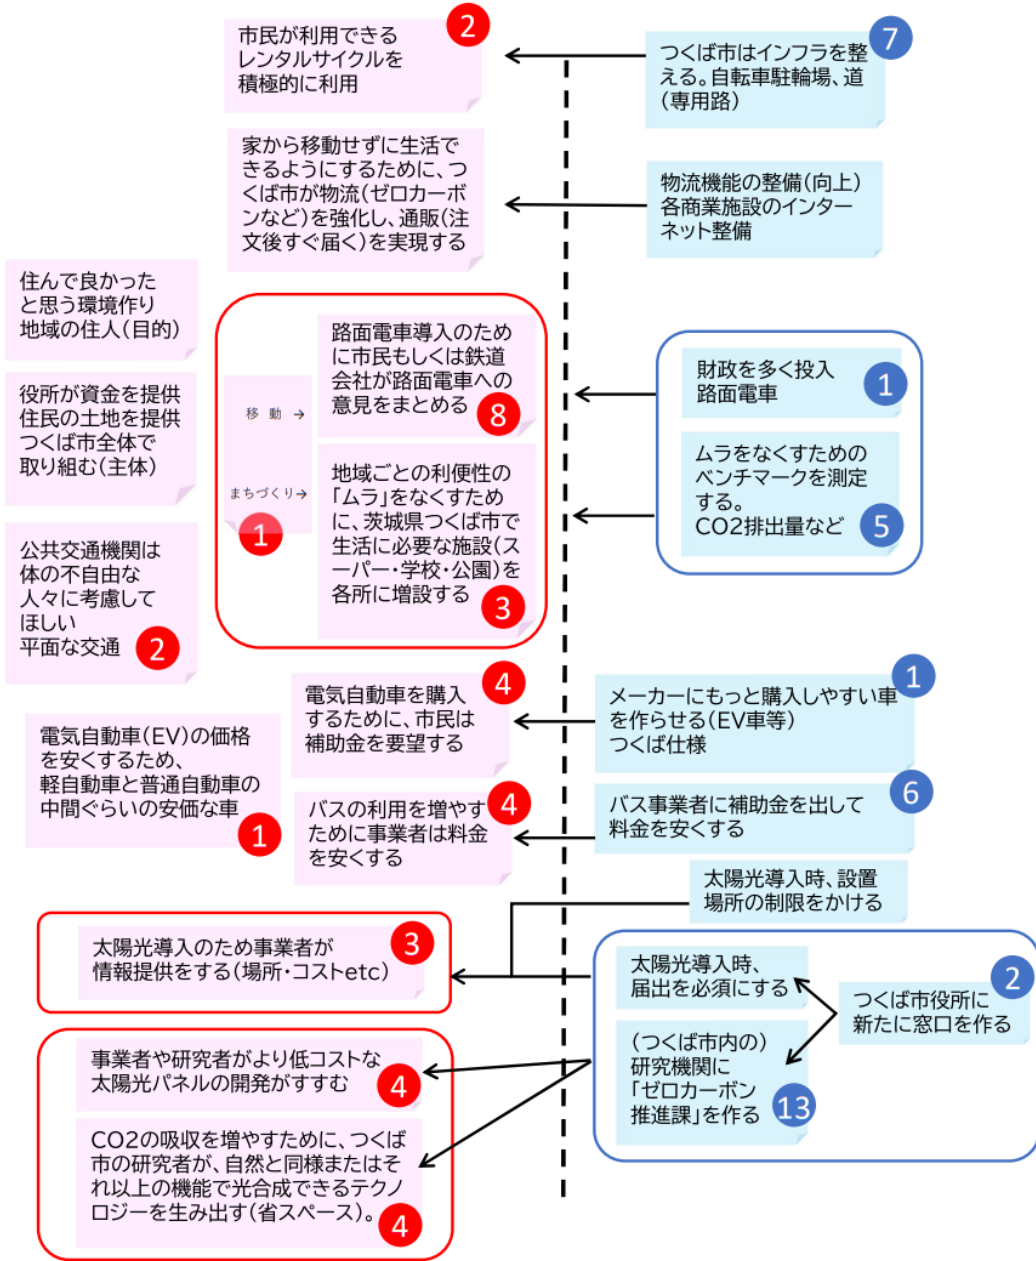 市民が利用できる
レンタルサイクルを
積極的に利用
2
つくば市はインフラを整
える。自転車駐輪場、道
(専用路)
7
家から移動せずに生活で
きるようにするために、つ
くば市が物流(ゼロカーボ
ンなど)を強化し、通販(注
文後すぐ届く)を実現する
物流機能の整備(向上)
各商業施設のインター
ネット整備
住んで良かった
と思う環境作り
地域の住人(目的)
役所が資金を提供
住民の土地を提供
つくば市全体で
取り組む(主体)
公共交通機関は
体の不自由な
人々に考慮して
ほしい
平面な交通
2
移 動 →
まちづくり→
1
路面電車導入のため
に市民もしくは鉄道
会社が路面電車への
意見をまとめる
8
地域ごとの利便性の
「ムラ」をなくすため
に、茨城県つくば市で
生活に必要な施設(ス
ーパー・学校・公園)を
各所に増設する
3
財政を多く投入
路面電車
1
ムラをなくすための
ベンチマークを測定
する。
CO2排出量など
5
電気自動車を購入
するために、市民は
補助金を要望する
4
メーカーにもっと購入しやすい車
を作らせる(EV車等)
つくば仕様
1
電気自動車(EV)の価格
を安くするため、
軽自動車と普通自動車の
中間ぐらいの安価な車
1
バスの利用を増やす
ために事業者は料金
を安くする
4
バス事業者に補助金を出して
料金を安くする
6
太陽光導入時、設置
場所の制限をかける
太陽光導入のため事業者が
情報提供をする(場所・コストetc)
3
太陽光導入時、
届出を必須にする
つくば市役所に
新たに窓口を作る
2
(つくば市内の)
研究機関に
「ゼロカーボン
推進課」を作る
13
事業者や研究者がより低コストな
太陽光パネルの開発がすすむ
4
CO2の吸収を増やすために、つくば
市の研究者が、自然と同様またはそ
れ以上の機能で光合成できるテクノ
ロジーを生み出す(省スペース)。
4